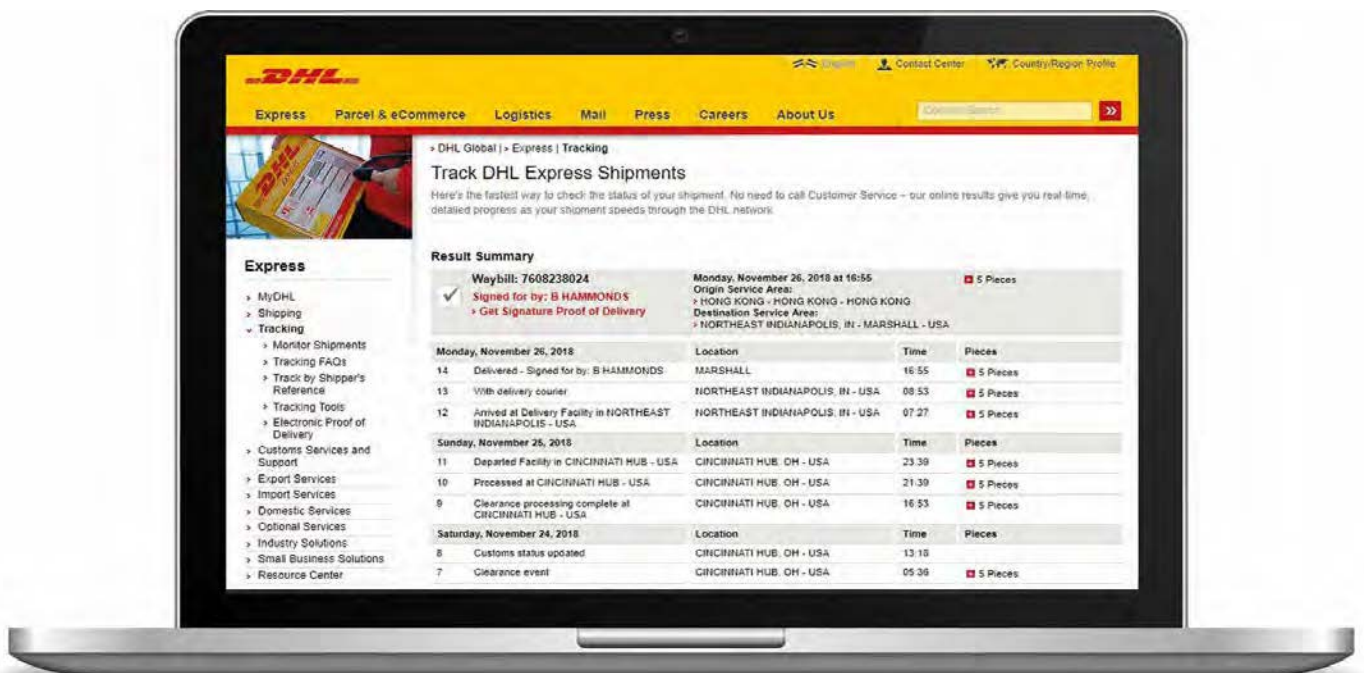 DHL
Contact Center Country/Region Profile
Express Parcel & eCommerce Logistics Mail Press Careers About Us
»
DHL
› DHL Global | › Express | Tracking
Track DHL Express Shipments
Here's the fastest way to check the status of your shipment. No need to call Customer Service – our online results give you real-time,
detailed progress as your shipment speeds through the DHL network.
Express
› MyDHL
› Shipping
Tracking
› Monitor Shipments
› Tracking FAQs
› Track by Shipper's
Reference
› Tracking Tools
› Electronic Proof of
Delivery
› Customs Services and
Support
› Export Services
› Import Services
› Domestic Services
› Optional Services
› Industry Solutions
› Small Business Solutions
› Resource Center
Result Summary
Waybill: 7608238024
Signed for by: B HAMMONDS
› Get Signature Proof of Delivery
Monday, November 26, 2018 at 16:55
Origin Service Area:
› HONG KONG - HONG KONG - HONG KONG
Destination Service Area:
› NORTHEAST INDIANAPOLIS, IN - MARSHALL - USA
5 Pieces
Monday, November 26, 2018 Location Time Pieces
14 Delivered - Signed for by: B HAMMONDS MARSHALL 16:55 5 Pieces
13 With delivery courier NORTHEAST INDIANAPOLIS, IN - USA 08:53 5 Pieces
12 Arrived at Delivery Facility in NORTHEAST NORTHEAST INDIANAPOLIS, IN - USA 07:27 5 Pieces
INDIANAPOLIS - USA
Sunday, November 25, 2018 Location Time Pieces
11 Departed Facility in CINCINNATI HUB - USA CINCINNATI HUB, OH - USA 23:39 5 Pieces
10 Processed at CINCINNATI HUB - USA CINCINNATI HUB, OH - USA 21:39 5 Pieces
9 Clearance processing complete at CINCINNATI HUB, OH - USA 16:53 5 Pieces
CINCINNATI HUB - USA
Saturday, November 24, 2018 Location Time Pieces
8 Customs status updated CINCINNATI HUB, OH - USA 13:18
7 Clearance event CINCINNATI HUB, OH - USA 05:36 5 Pieces